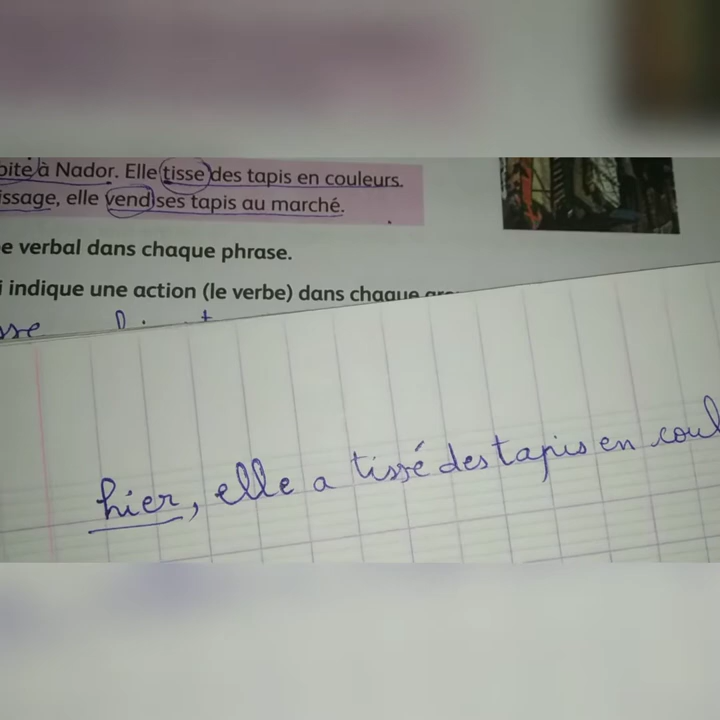 à Nador. Elle tisse des tapis en couleurs.
issage, elle vend ses tapis au marché.
e verbal dans chaque phrase.
i indique une action (le verbe) dans chaque
sse
hier, elle a tissé des tapis en coul